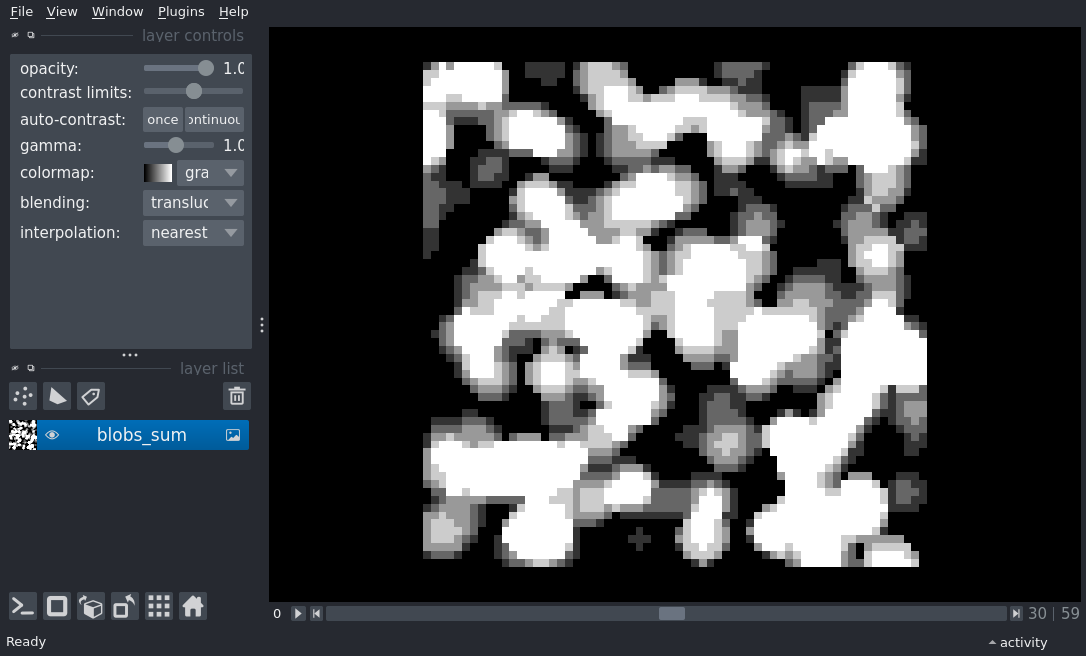 File View Window Plugins Help
layer controls
opacity: 1.0
contrast limits:
auto-contrast: once ontinuou
gamma: 1.0
colormap: gra
blending: transluc
interpolation: nearest
layer list
blobs_sum
0 30 | 59
Ready activity